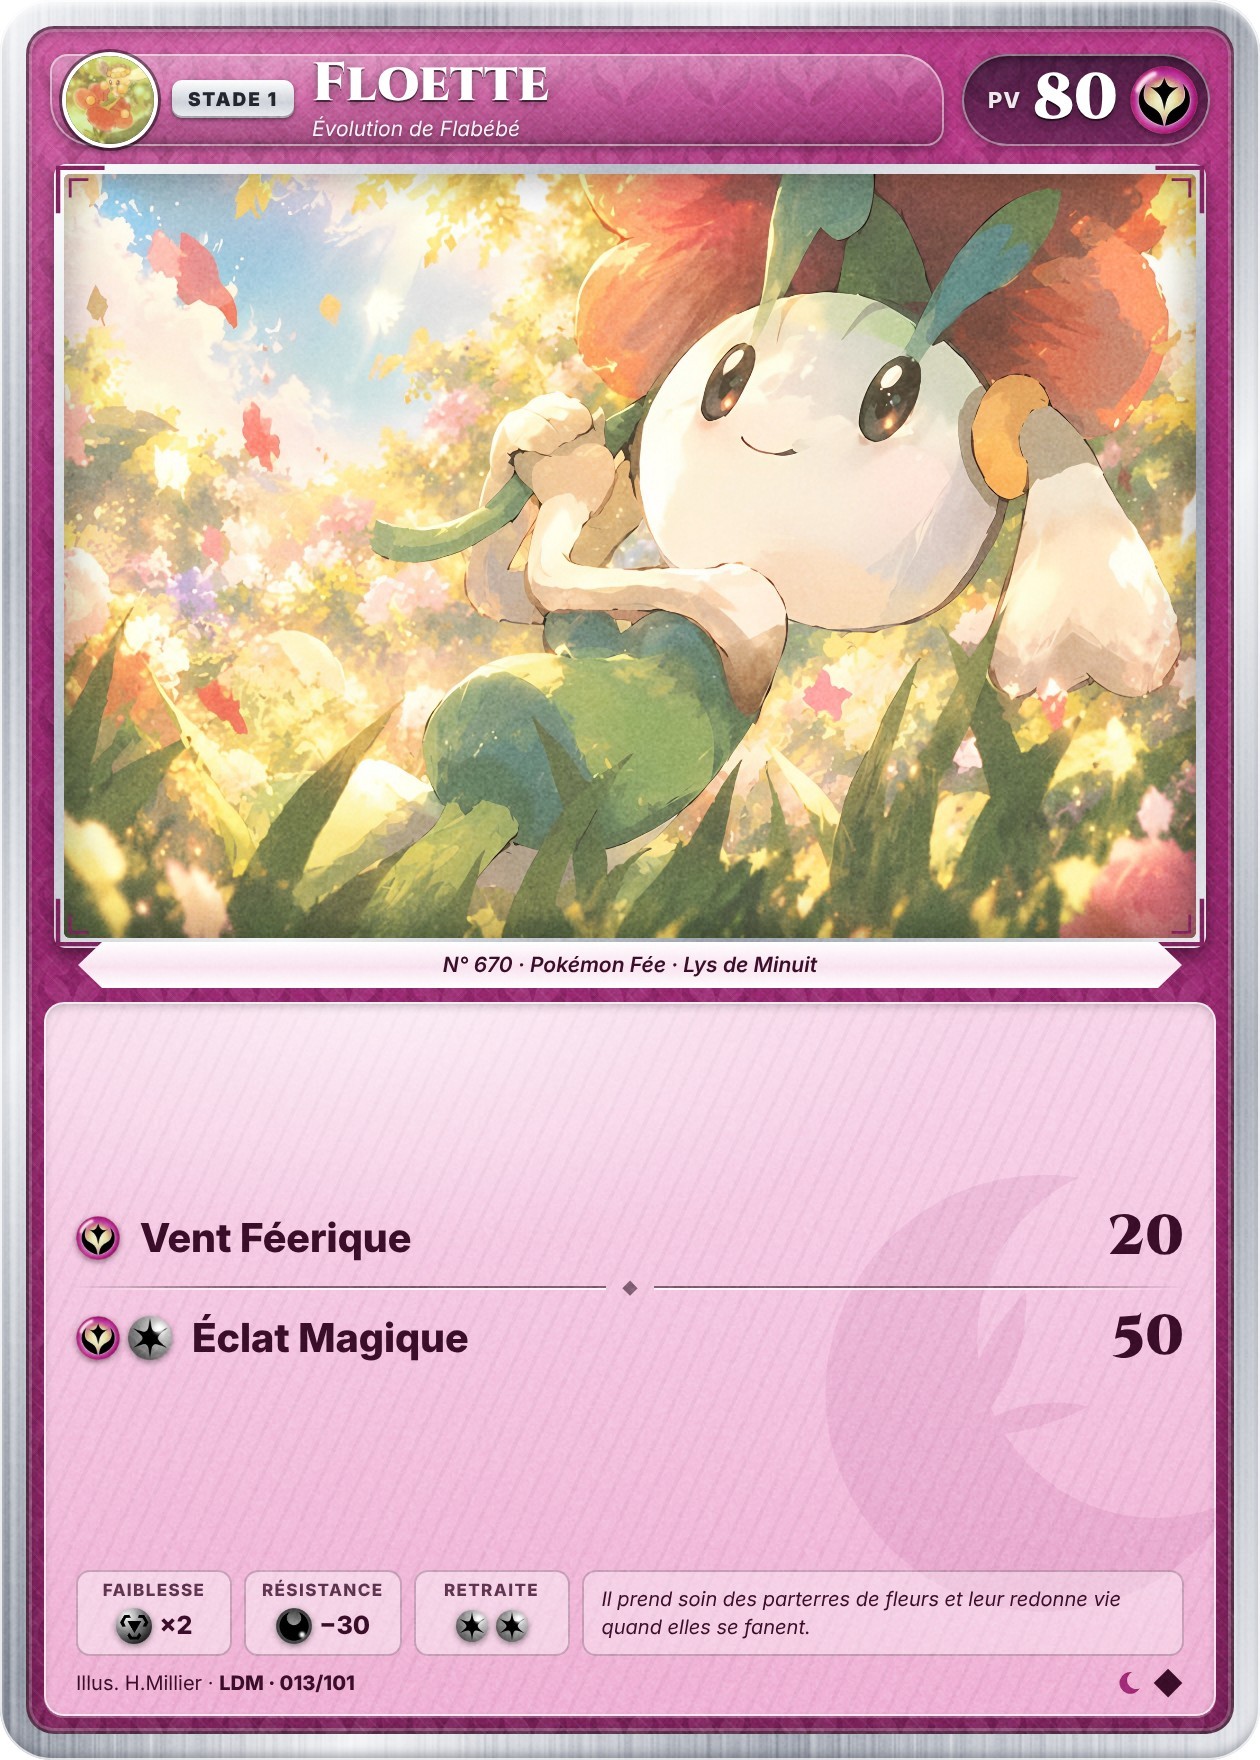 STADE 1
Floette
Évolution de Flabébé
PV 80
N° 670 · Pokémon Fée · Lys de Minuit
Vent Féerique 20
Éclat Magique 50
FAIBLESSE
×2
RÉSISTANCE
−30
RETRAITE
Il prend soin des parterres de fleurs et leur redonne vie
quand elles se fanent.
Illus. H.Millier · LDM · 013/101